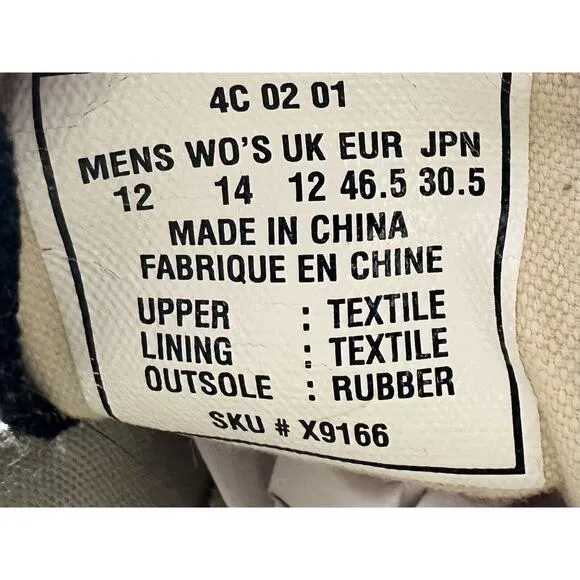 4C 02 01
MENS WO'S UK EUR JPN
12 14 12 46.5 30.5
MADE IN CHINA
FABRIQUE EN CHINE
UPPER : TEXTILE
LINING : TEXTILE
OUTSOLE : RUBBER
SKU # X9166